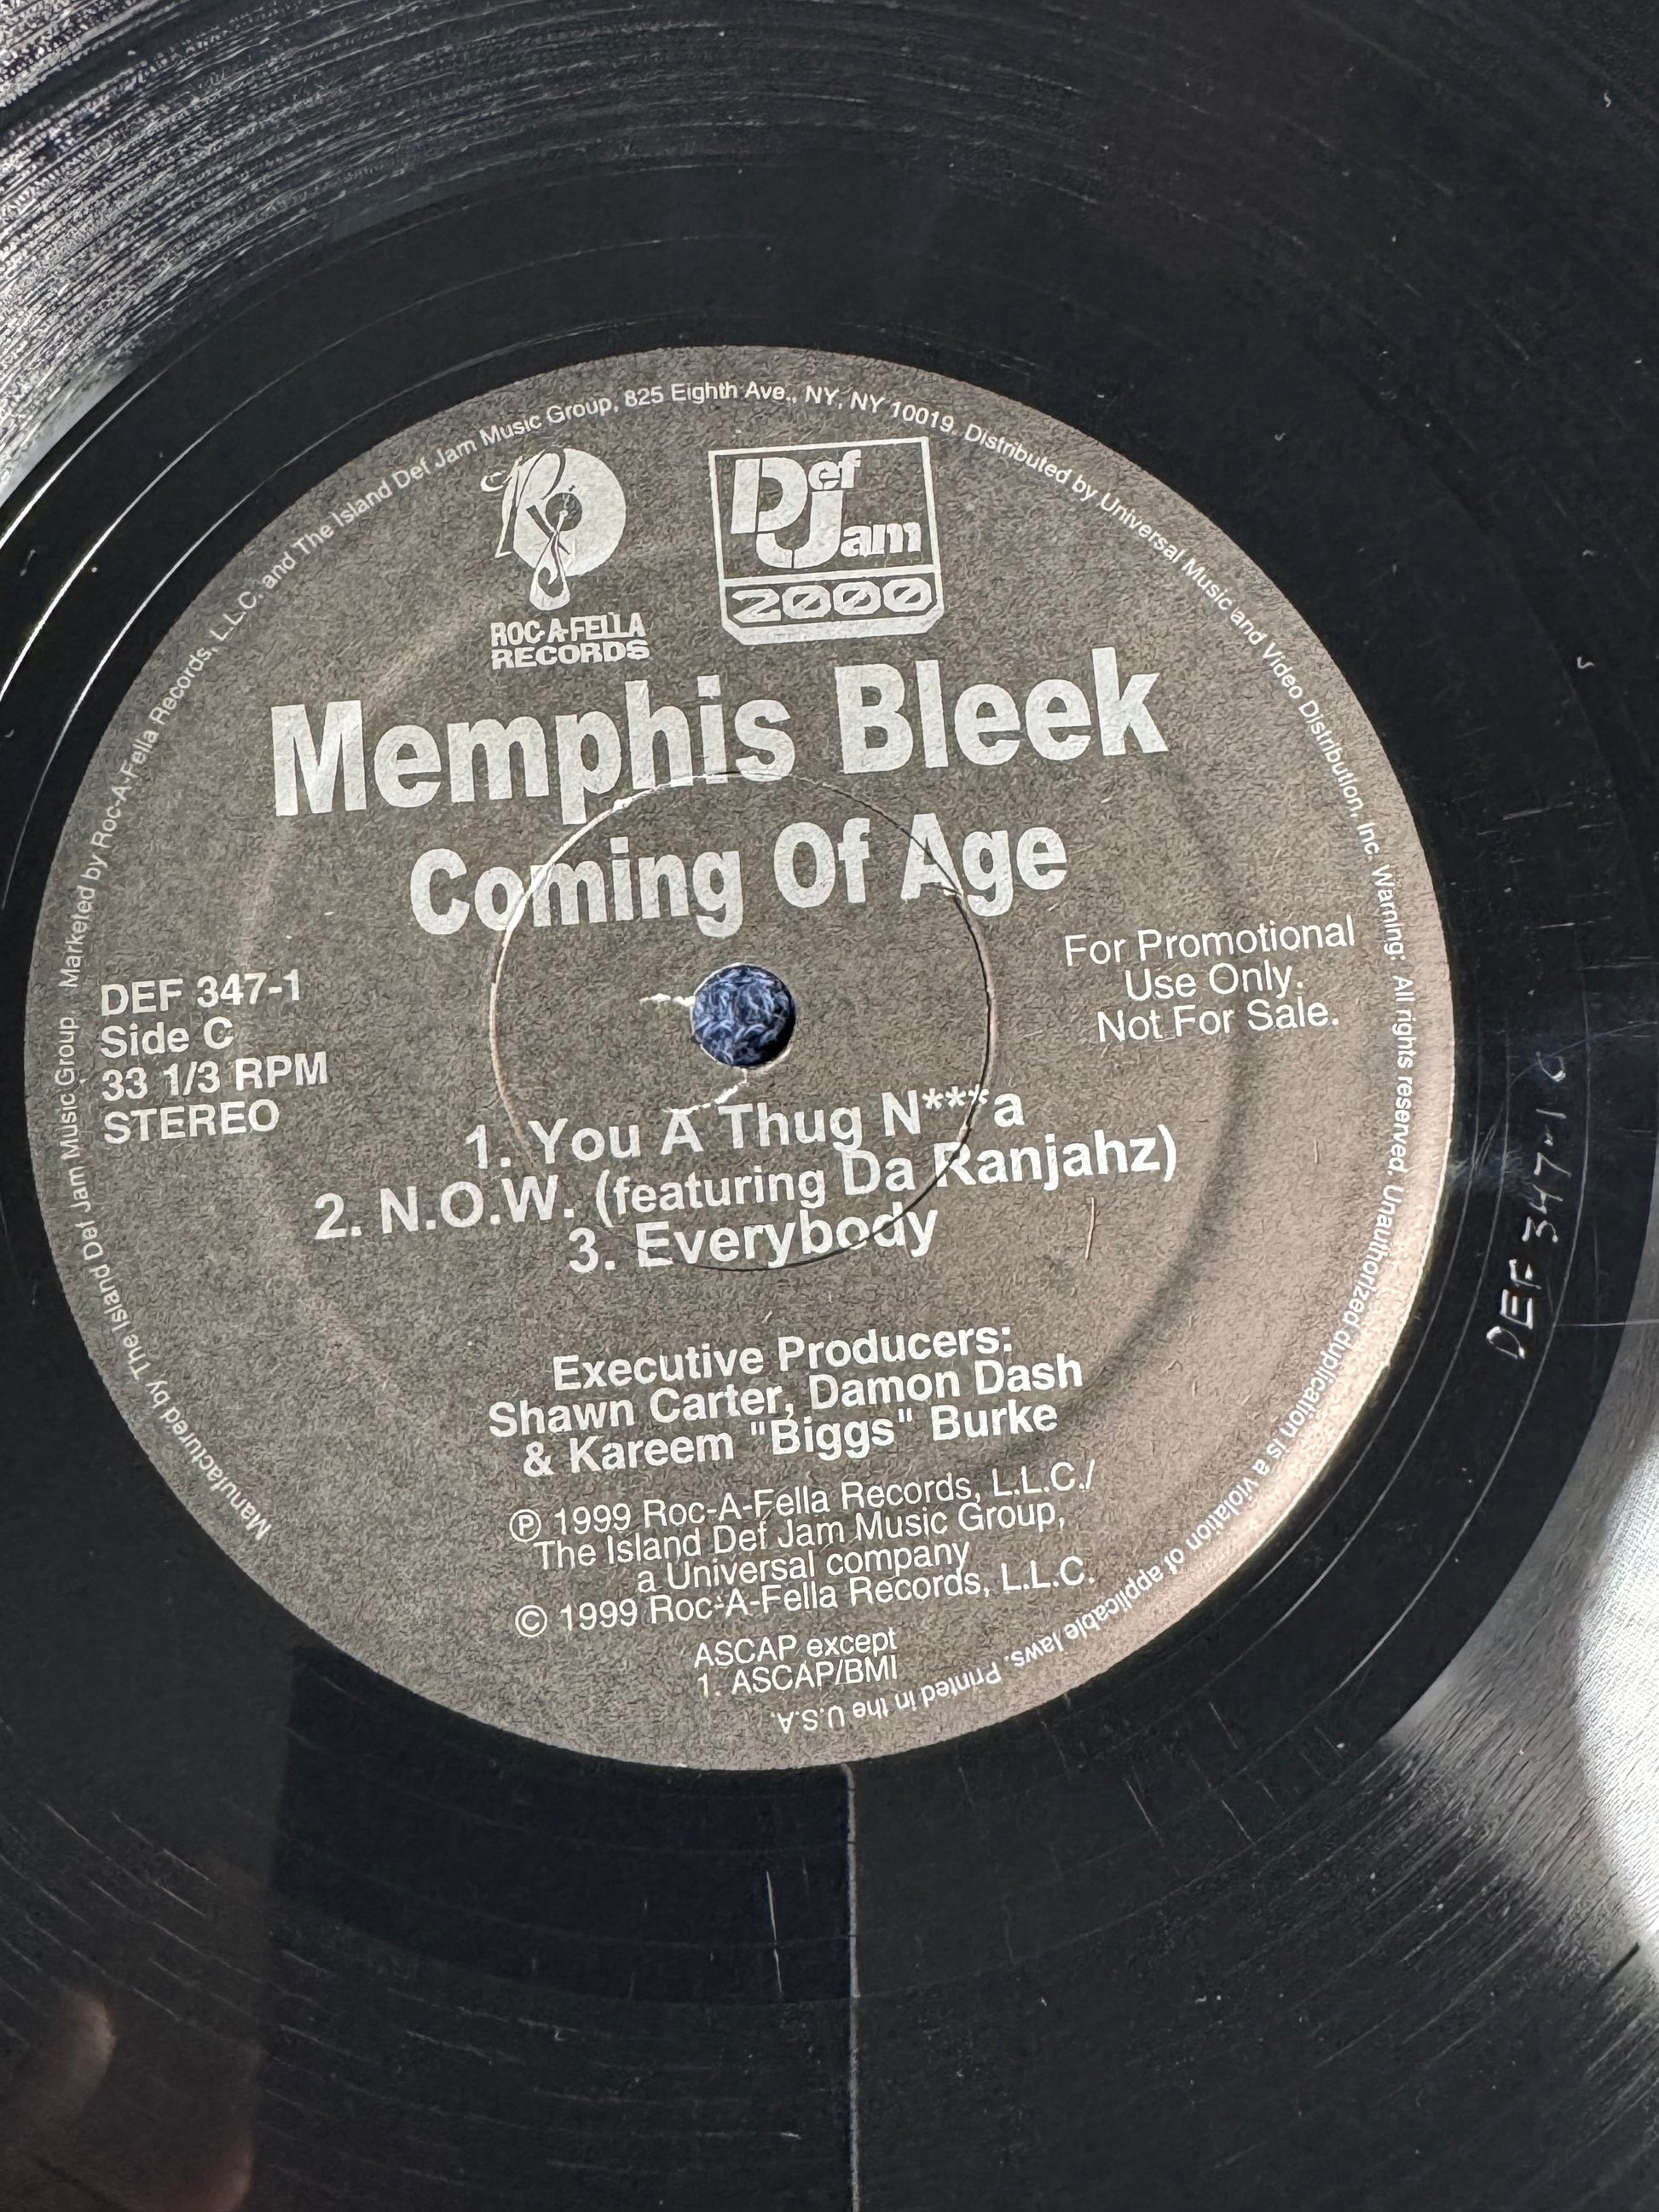 Manufactured by The Island Def Jam Music Group. Marketed by Roc-A-Fella Records, L.L.C. and The Island Def Jam Music Group, 825 Eighth Ave., NY, NY 10019. Distributed by Universal Music and Video Distribution, Inc. Warning: All rights reserved. Unauthorized duplication is a violation of applicable laws. Printed in the U.S.A.
ROC-A-FELLA
RECORDS
Def
Jam
2000
Memphis Bleek
Coming Of Age
DEF 347-1
Side C
33 1/3 RPM
STEREO
For Promotional
Use Only.
Not For Sale.
1. You A Thug N***a
2. N.O.W. (featuring Da Ranjahz)
3. Everybody
Executive Producers:
Shawn Carter, Damon Dash
& Kareem "Biggs" Burke
℗ 1999 Roc-A-Fella Records, L.L.C./
The Island Def Jam Music Group,
a Universal company
© 1999 Roc-A-Fella Records, L.L.C.
ASCAP except
1. ASCAP/BMI
DEF 347-1 C